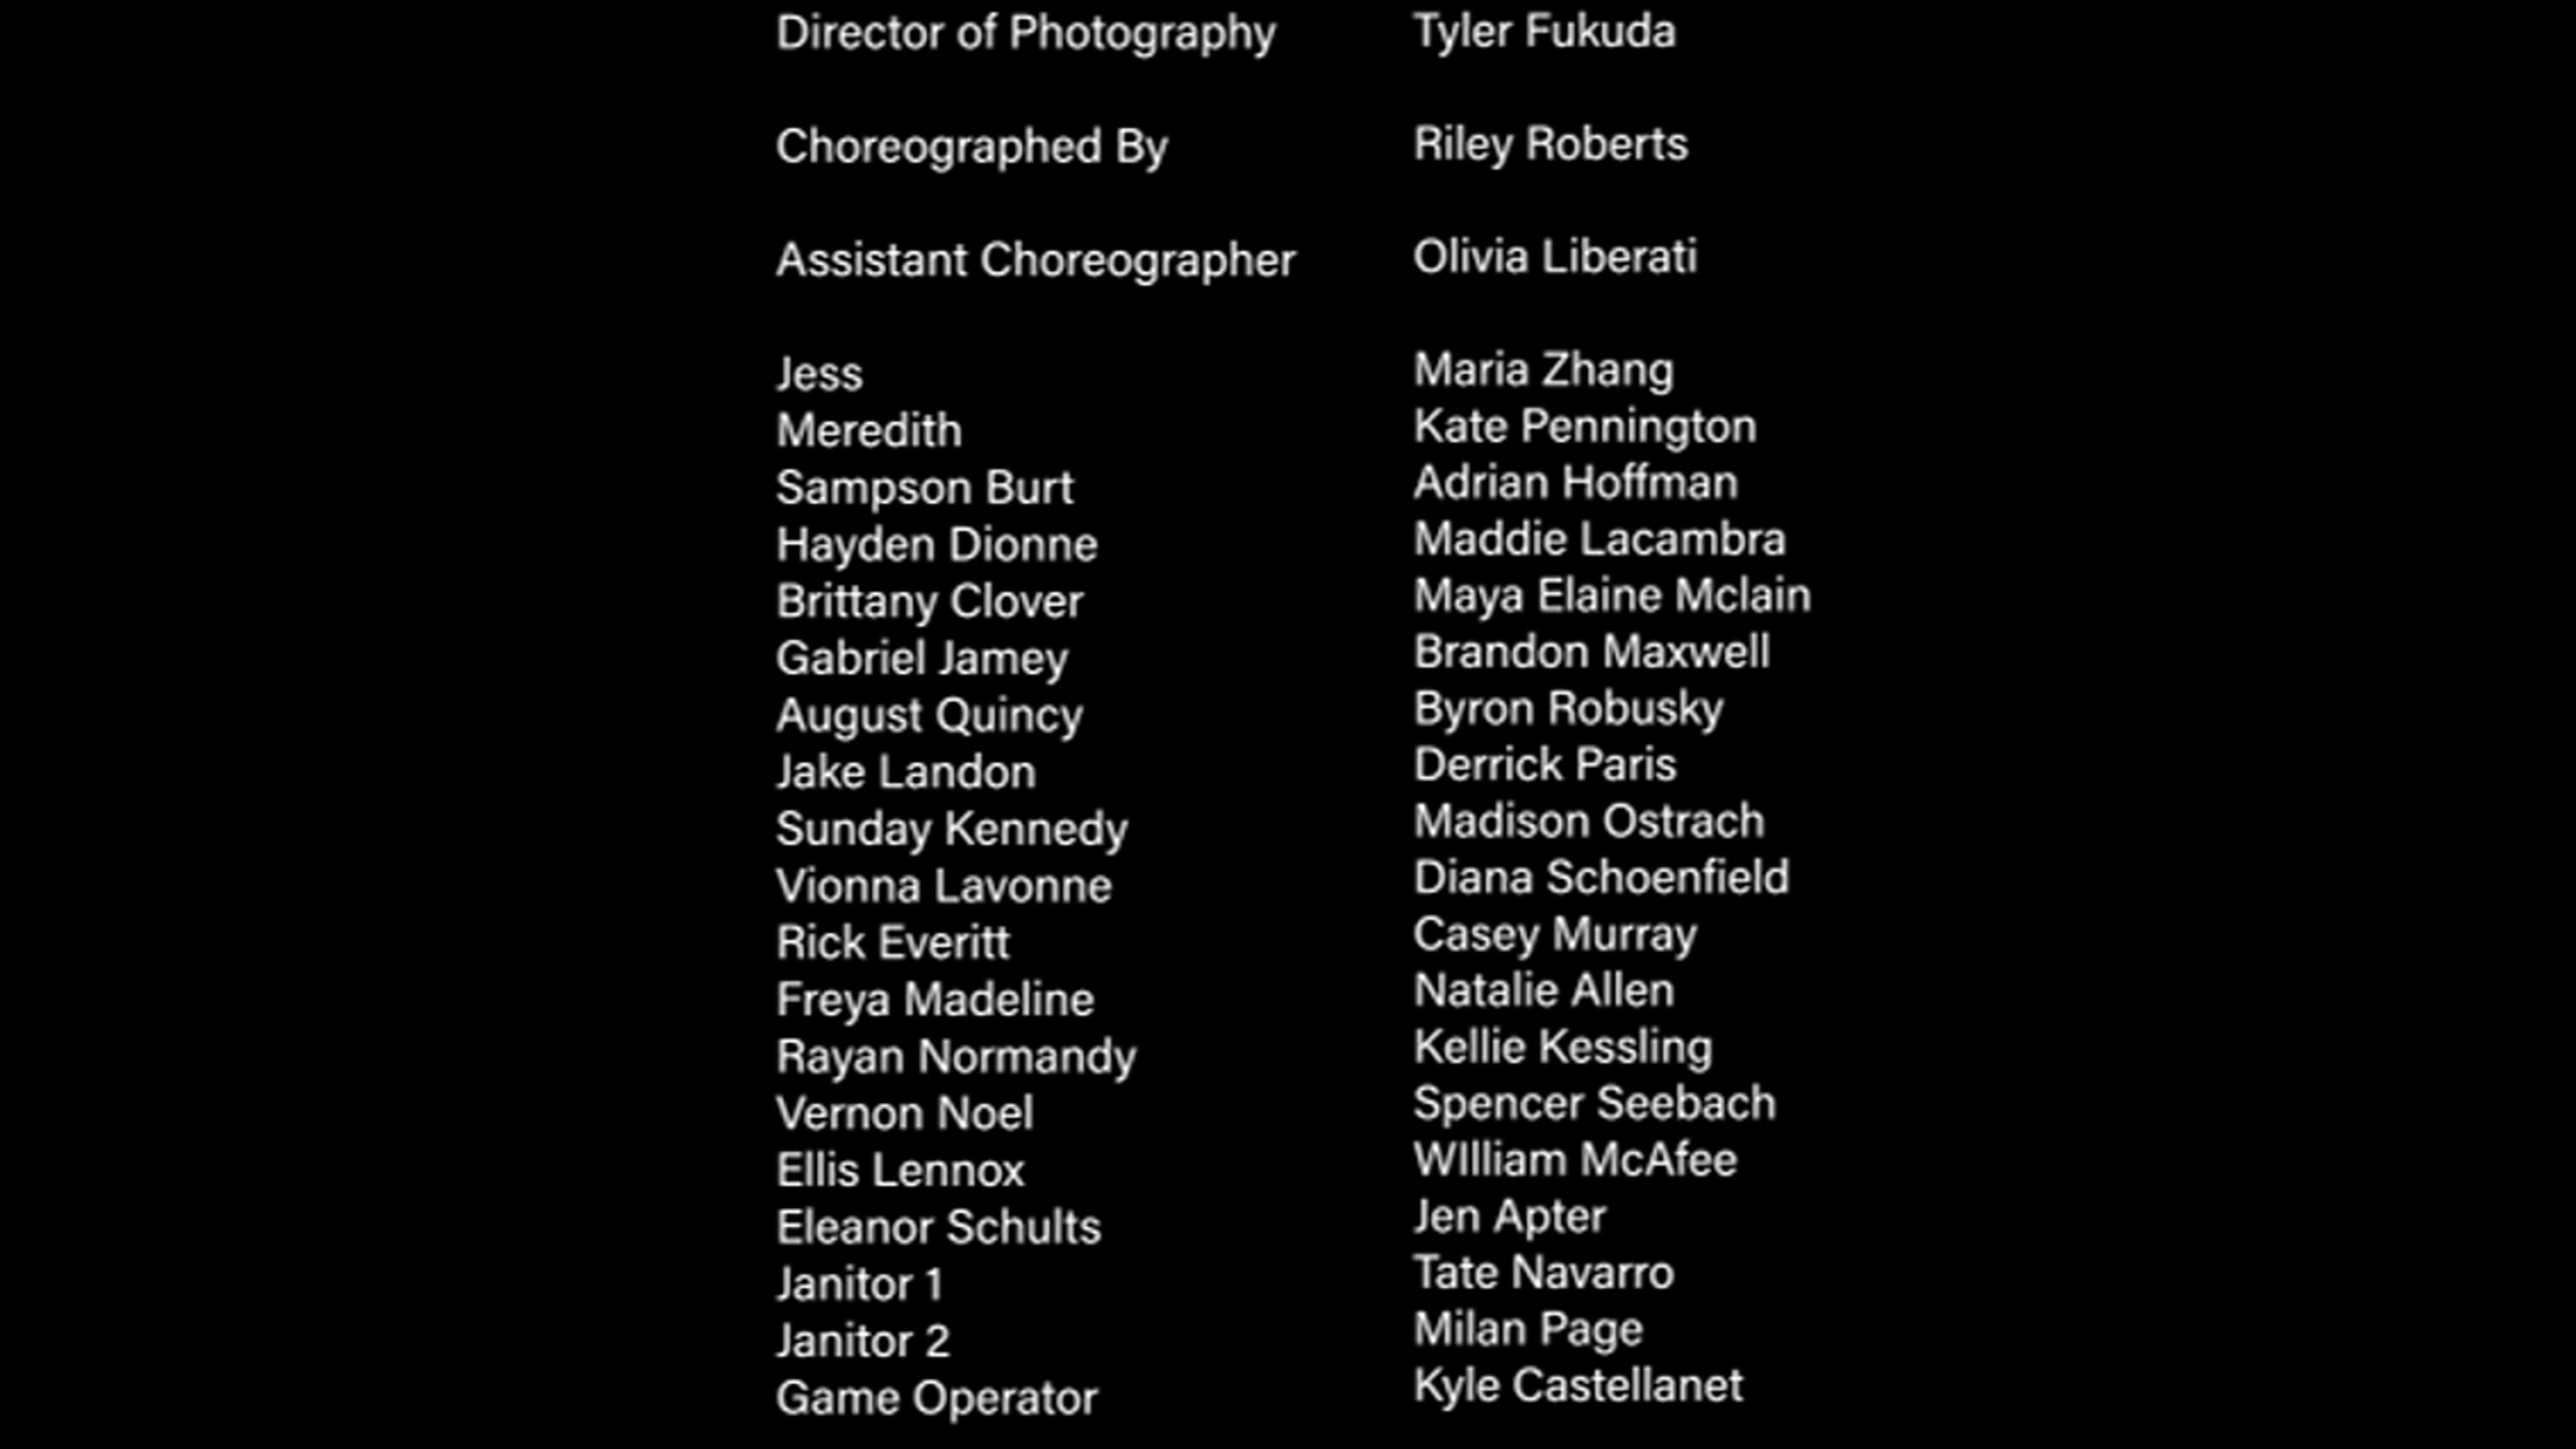 Director of Photography Tyler Fukuda
Choreographed By Riley Roberts
Assistant Choreographer Olivia Liberati
Jess Maria Zhang
Meredith Kate Pennington
Sampson Burt Adrian Hoffman
Hayden Dionne Maddie Lacambra
Brittany Clover Maya Elaine Mclain
Gabriel Jamey Brandon Maxwell
August Quincy Byron Robusky
Jake Landon Derrick Paris
Sunday Kennedy Madison Ostrach
Vionna Lavonne Diana Schoenfield
Rick Everitt Casey Murray
Freya Madeline Natalie Allen
Rayan Normandy Kellie Kessling
Vernon Noel Spencer Seebach
Ellis Lennox WIlliam McAfee
Eleanor Schults Jen Apter
Janitor 1 Tate Navarro
Janitor 2 Milan Page
Game Operator Kyle Castellanet